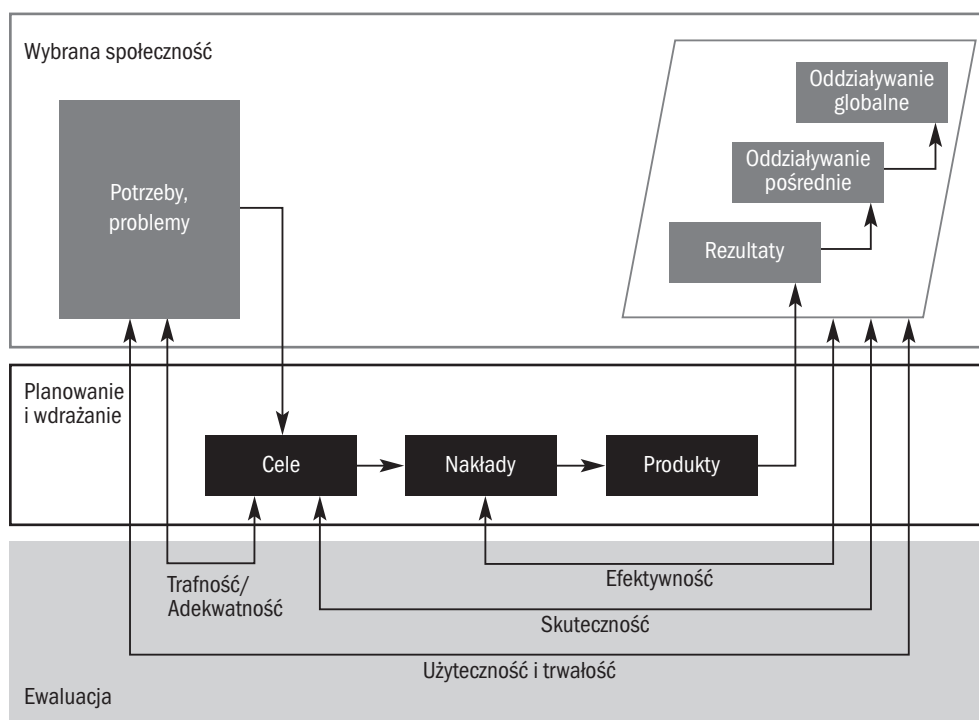 Wybrana społeczność
Oddziaływanie
globalne
Oddziaływanie
pośrednie
Potrzeby,
problemy
Rezultaty
Planowanie
i wdrażanie
Cele
Nakłady
Produkty
Trafność/
Adekwatność
Efektywność
Skuteczność
Użyteczność i trwałość
Ewaluacja